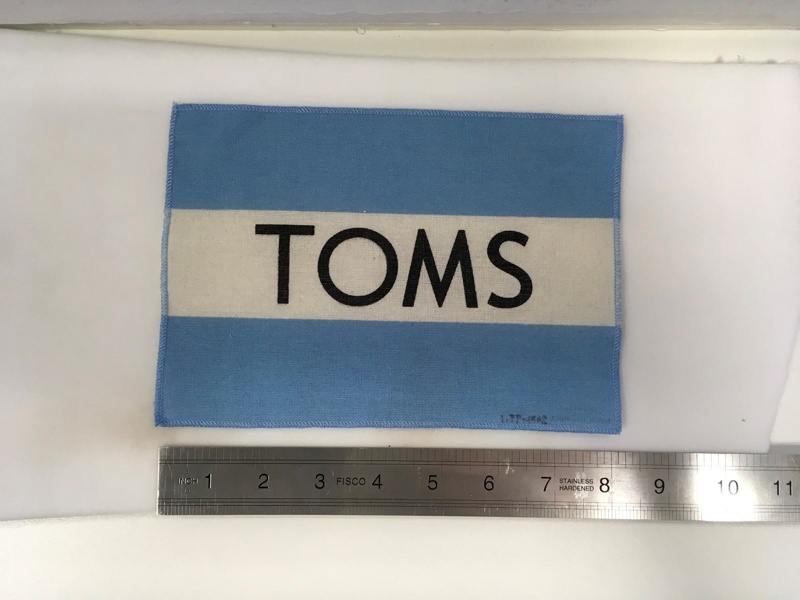 TOMS
INCH 1 2 3 FISCO 4 5 6 7 STAINLESS HARDENED 8 9 10 11